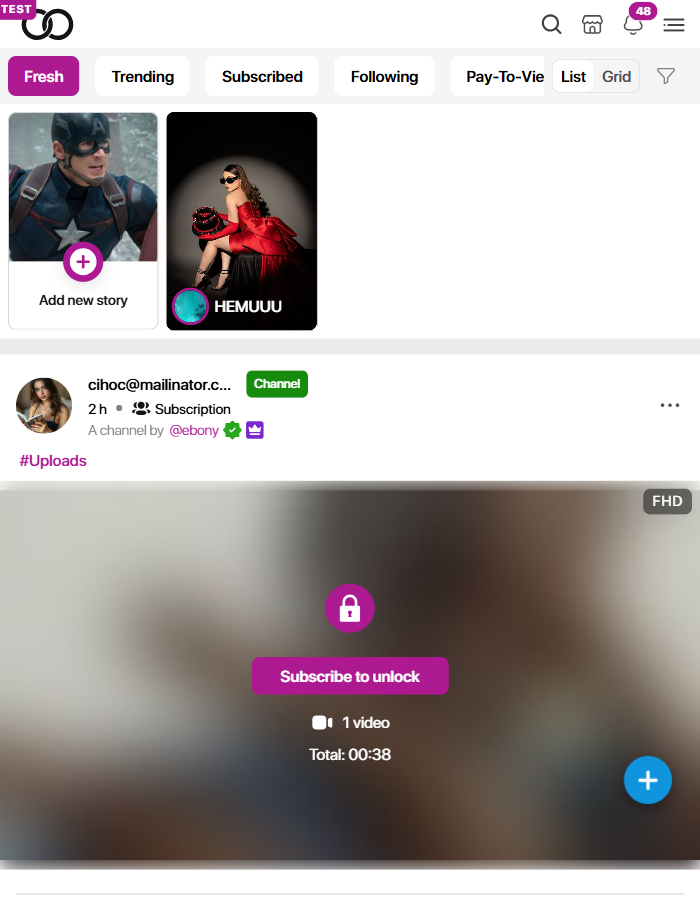 TEST
48
Fresh
Trending
Subscribed
Following
Pay-To-Vie
List
Grid
Add new story
HEMUUU
cihoc@mailinator.c...
Channel
2 h
Subscription
A channel by @ebony
#Uploads
FHD
Subscribe to unlock
1 video
Total: 00:38